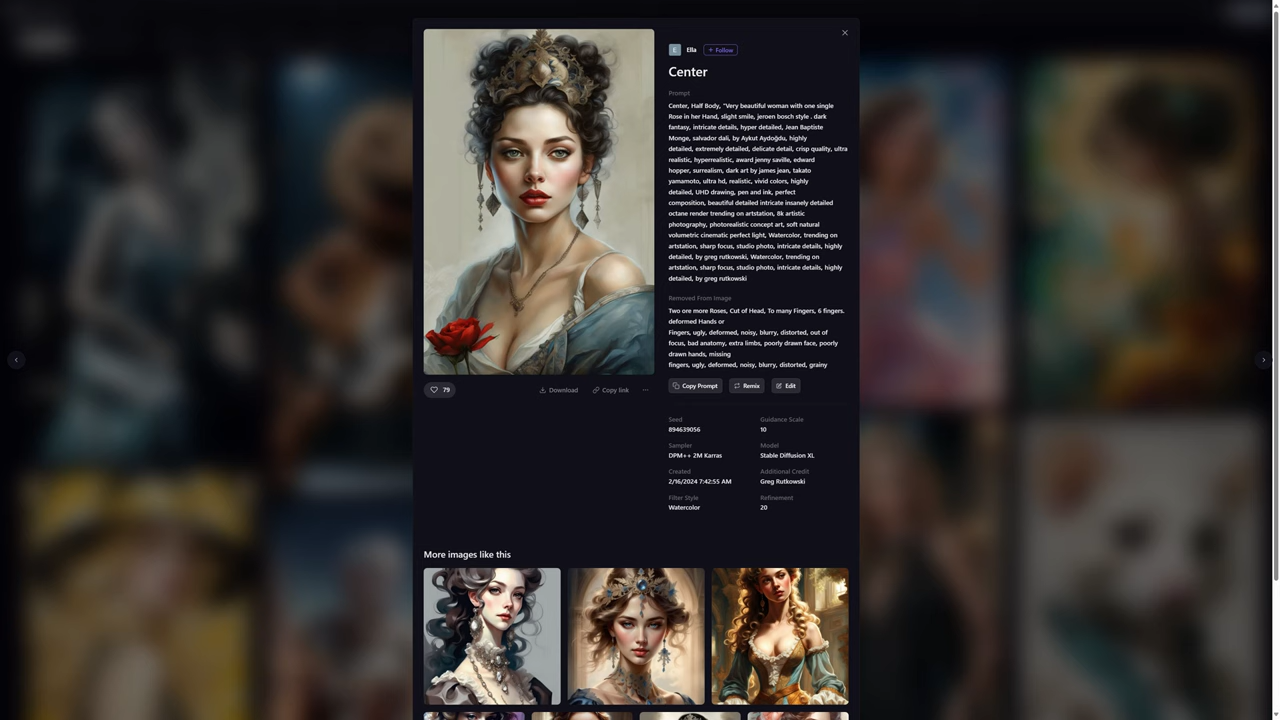 E Ella + Follow
Center
Prompt
Center, Half Body, "Very beautiful woman with one single
Rose in her Hand, slight smile, jeroen bosch style . dark
fantasy, intricate details, hyper detailed, Jean Baptiste
Monge, salvador dali, by Aykut Aydoğdu, highly
detailed, extremely detailed, delicate detail, crisp quality, ultra
realistic, hyperrealistic, award jenny saville, edward
hopper, surrealism, dark art by james jean, takato
yamamoto, ultra hd, realistic, vivid colors, highly
detailed, UHD drawing, pen and ink, perfect
composition, beautiful detailed intricate insanely detailed
octane render trending on artstation, 8k artistic
photography, photorealistic concept art, soft natural
volumetric cinematic perfect light, Watercolor, trending on
artstation, sharp focus, studio photo, intricate details, highly
detailed, by greg rutkowski, Watercolor, trending on
artstation, sharp focus, studio photo, intricate details, highly
detailed, by greg rutkowski
Removed From Image
Two ore more Roses, Cut of Head, To many Fingers, 6 fingers.
deformed Hands or
Fingers, ugly, deformed, noisy, blurry, distorted, out of
focus, bad anatomy, extra limbs, poorly drawn face, poorly
drawn hands, missing
fingers, ugly, deformed, noisy, blurry, distorted, grainy
Copy Prompt Remix Edit
79 Download Copy link ...
Seed Guidance Scale
894639056 10
Sampler Model
DPM++ 2M Karras Stable Diffusion XL
Created Additional Credit
2/16/2024 7:42:55 AM Greg Rutkowski
Filter Style Refinement
Watercolor 20
More images like this